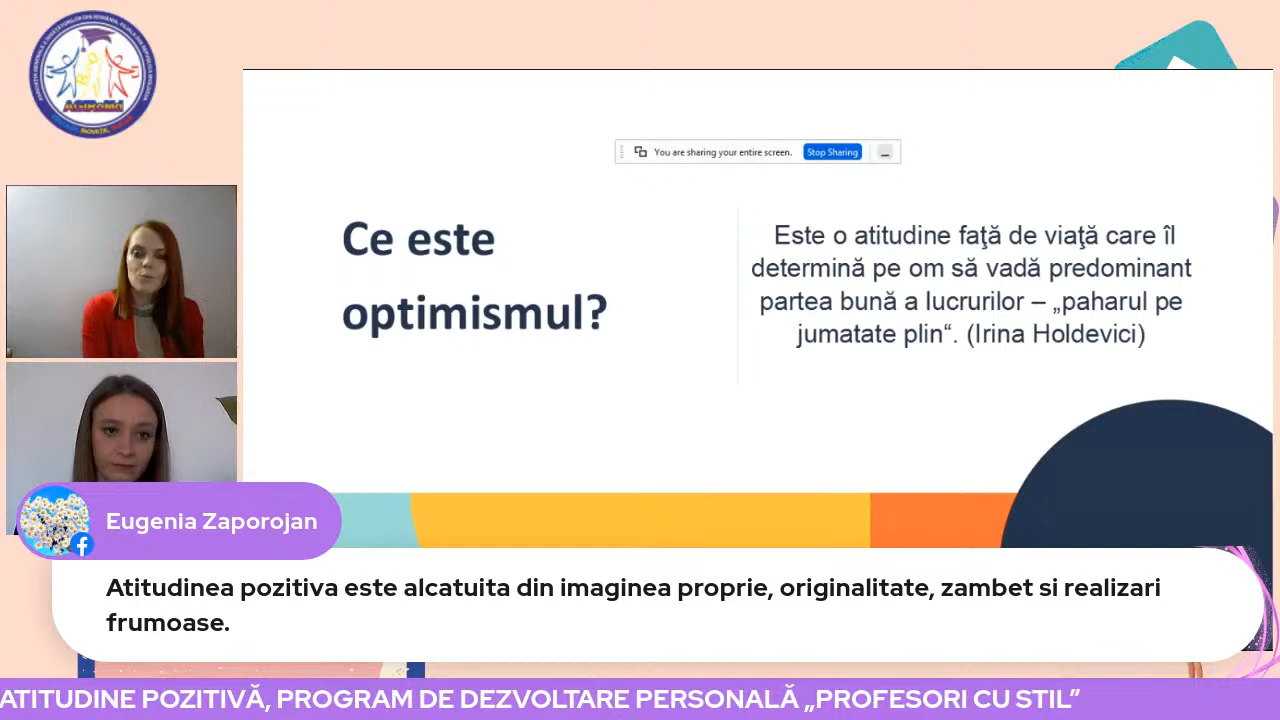 AGIRoMd
You are sharing your entire screen. Stop Sharing
Ce este
optimismul?
Este o atitudine faţă de viaţă care îl
determină pe om să vadă predominant
partea bună a lucrurilor – „paharul pe
jumatate plin“. (Irina Holdevici)
Eugenia Zaporojan
Atitudinea pozitiva este alcatuita din imaginea proprie, originalitate, zambet si realizari
frumoase.
ATITUDINE POZITIVĂ, PROGRAM DE DEZVOLTARE PERSONALĂ „PROFESORI CU STIL”